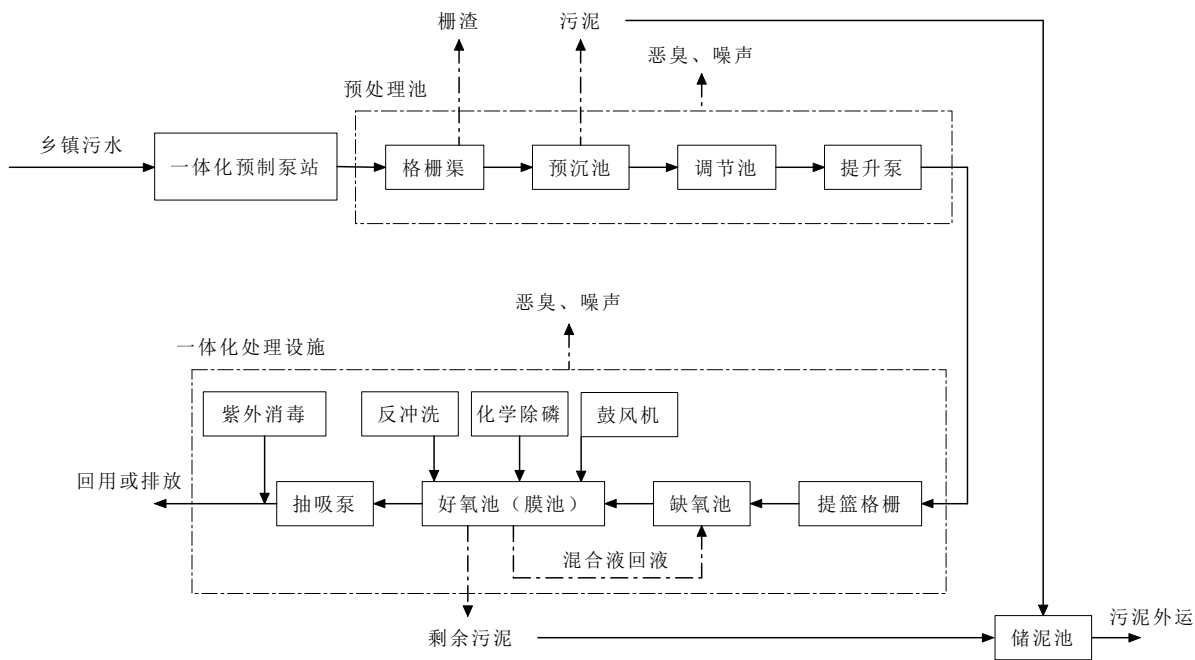 栅渣
污泥
恶臭、噪声
预处理池
乡镇污水
一体化预制泵站
格栅渠
预沉池
调节池
提升泵
恶臭、噪声
一体化处理设施
紫外消毒
反冲洗
化学除磷
鼓风机
回用或排放
抽吸泵
好氧池（膜池）
缺氧池
提篮格栅
混合液回液
剩余污泥
储泥池
污泥外运